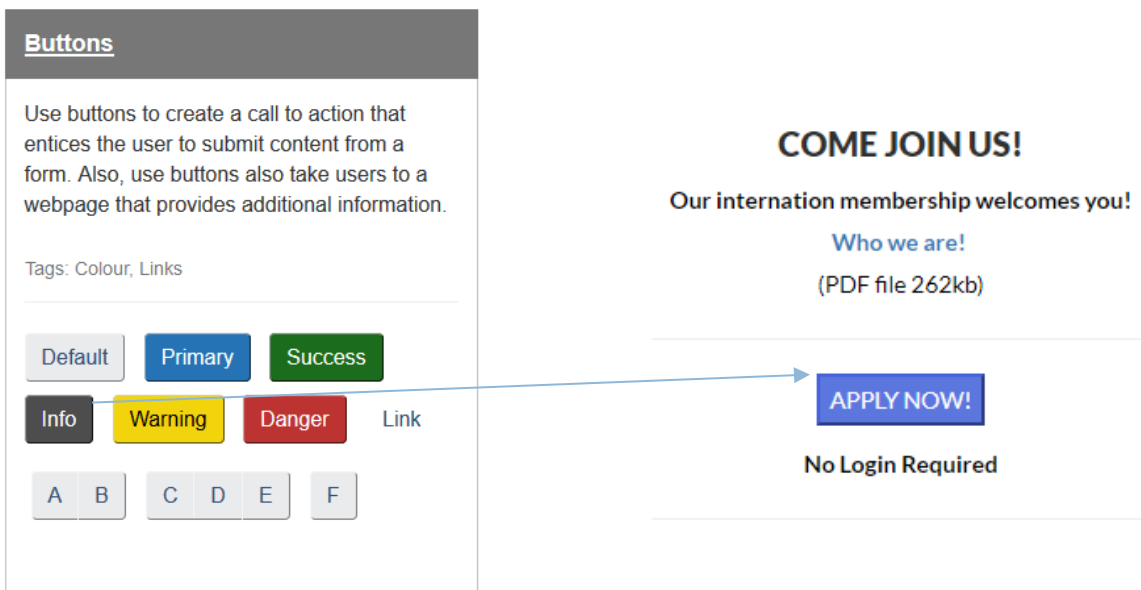 Buttons
Use buttons to create a call to action that
entices the user to submit content from a
form. Also, use buttons also take users to a
webpage that provides additional information.
Tags: Colour, Links
Default Primary Success
Info Warning Danger Link
A B C D E F
COME JOIN US!
Our internation membership welcomes you!
Who we are!
(PDF file 262kb)
APPLY NOW!
No Login Required